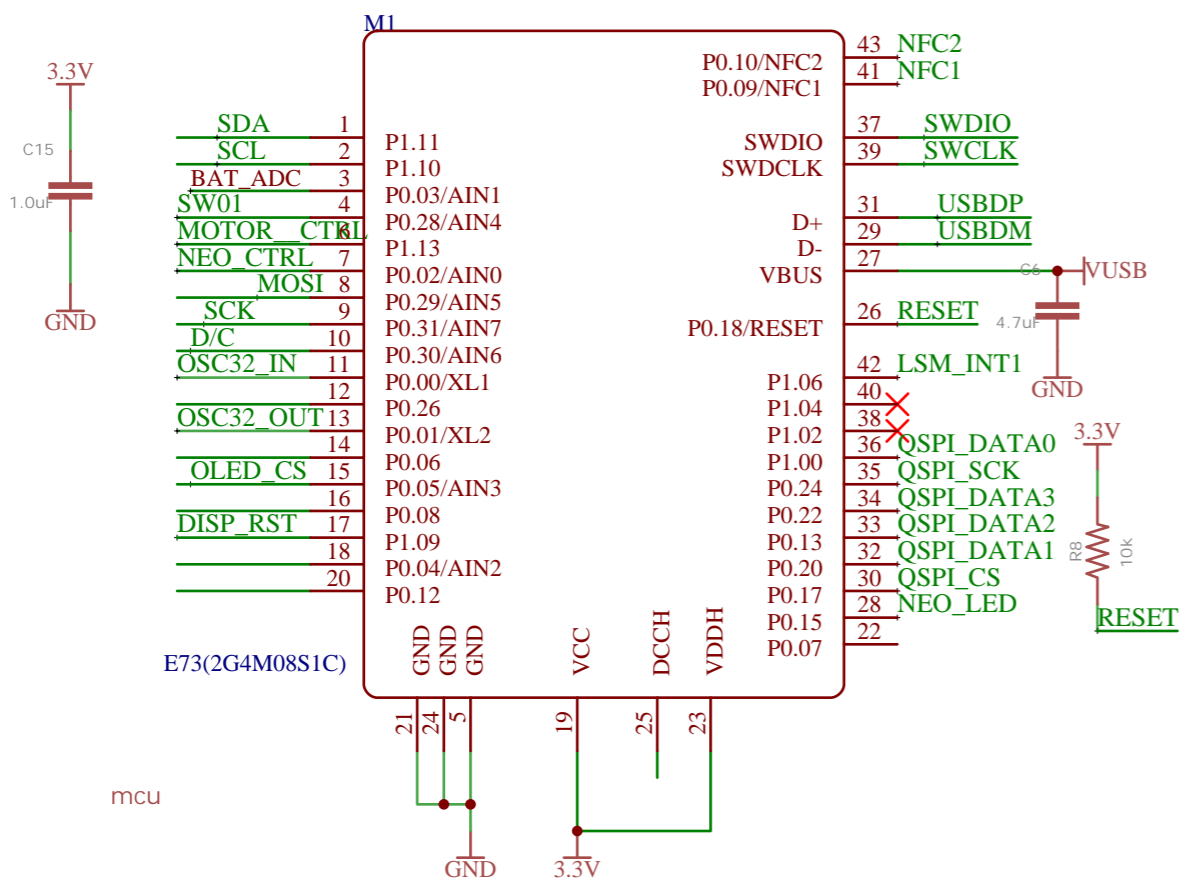 M1
3.3V
C15
1.0uF
GND
SDA 1 P1.11
SCL 2 P1.10
BAT_ADC 3 P0.03/AIN1
SW01 4 P0.28/AIN4
MOTOR__CTRL 6 P1.13
NEO_CTRL 7 P0.02/AIN0
MOSI 8 P0.29/AIN5
SCK 9 P0.31/AIN7
D/C 10 P0.30/AIN6
OSC32_IN 11 P0.00/XL1
12 P0.26
OSC32_OUT 13 P0.01/XL2
14 P0.06
OLED_CS 15 P0.05/AIN3
16 P0.08
DISP_RST 17 P1.09
18 P0.04/AIN2
20 P0.12
P0.10/NFC2 43 NFC2
P0.09/NFC1 41 NFC1
SWDIO 37 SWDIO
SWDCLK 39 SWCLK
D+ 31 USBDP
D- 29 USBDM
VBUS 27
C6
VUSB
4.7uF
GND
P0.18/RESET 26 RESET
P1.06 42 LSM_INT1
P1.04 40
P1.02 38
P1.00 36 QSPI_DATA0
P0.24 35 QSPI_SCK
P0.22 34 QSPI_DATA3
P0.13 33 QSPI_DATA2
P0.20 32 QSPI_DATA1
P0.17 30 QSPI_CS
P0.15 28 NEO_LED
P0.07 22
3.3V
R8
10k
RESET
E73(2G4M08S1C)
GND GND GND VCC DCCH VDDH
21 24 5 19 25 23
mcu
GND
3.3V